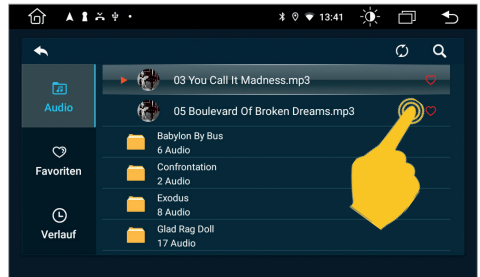 13:41
03 You Call It Madness.mp3
05 Boulevard Of Broken Dreams.mp3
Audio
Babylon By Bus
6 Audio
Confrontation
2 Audio
Favoriten
Exodus
8 Audio
Glad Rag Doll
17 Audio
Verlauf